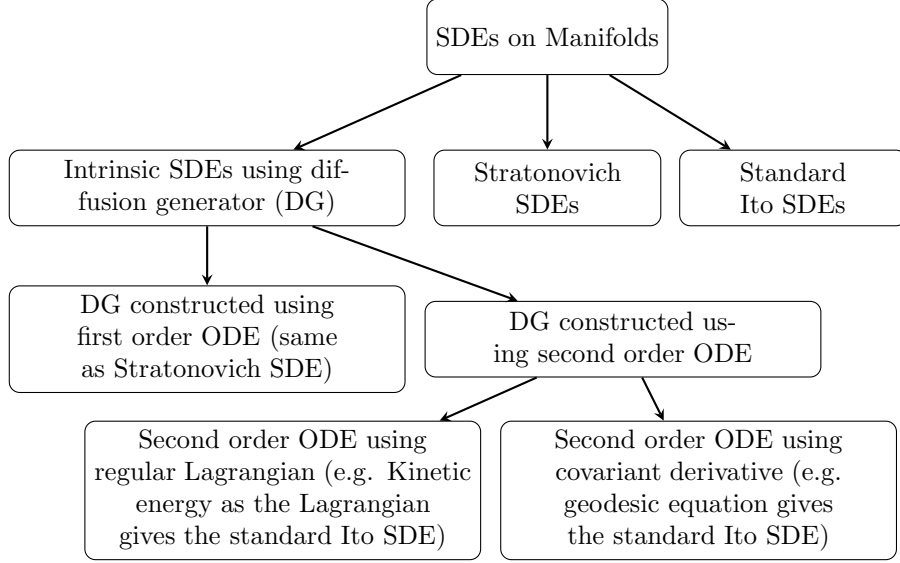 SDEs on Manifolds
Intrinsic SDEs using dif-
fusion generator (DG)
Stratonovich
SDEs
Standard
Ito SDEs
DG constructed using
first order ODE (same
as Stratonovich SDE)
DG constructed us-
ing second order ODE
Second order ODE using
regular Lagrangian (e.g. Kinetic
energy as the Lagrangian
gives the standard Ito SDE)
Second order ODE using
covariant derivative (e.g.
geodesic equation gives
the standard Ito SDE)